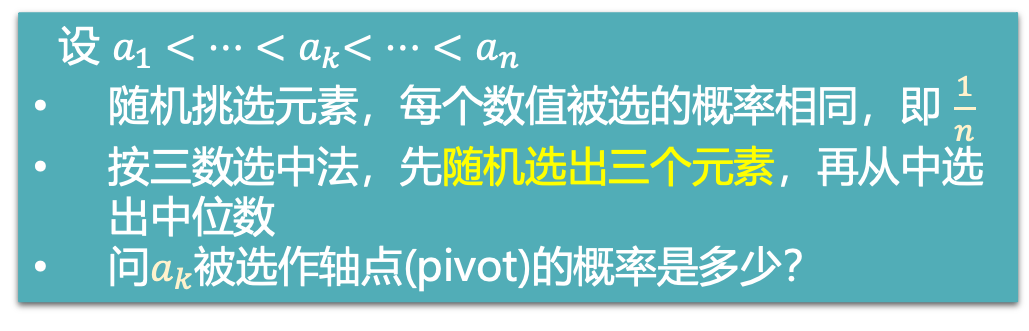 设 a₁ < ⋯ < aₖ< ⋯ < aₙ
• 随机挑选元素，每个数值被选的概率相同，即 1/n
• 按三数选中法，先随机选出三个元素，再从中选
出中位数
• 问aₖ被选作轴点(pivot)的概率是多少？